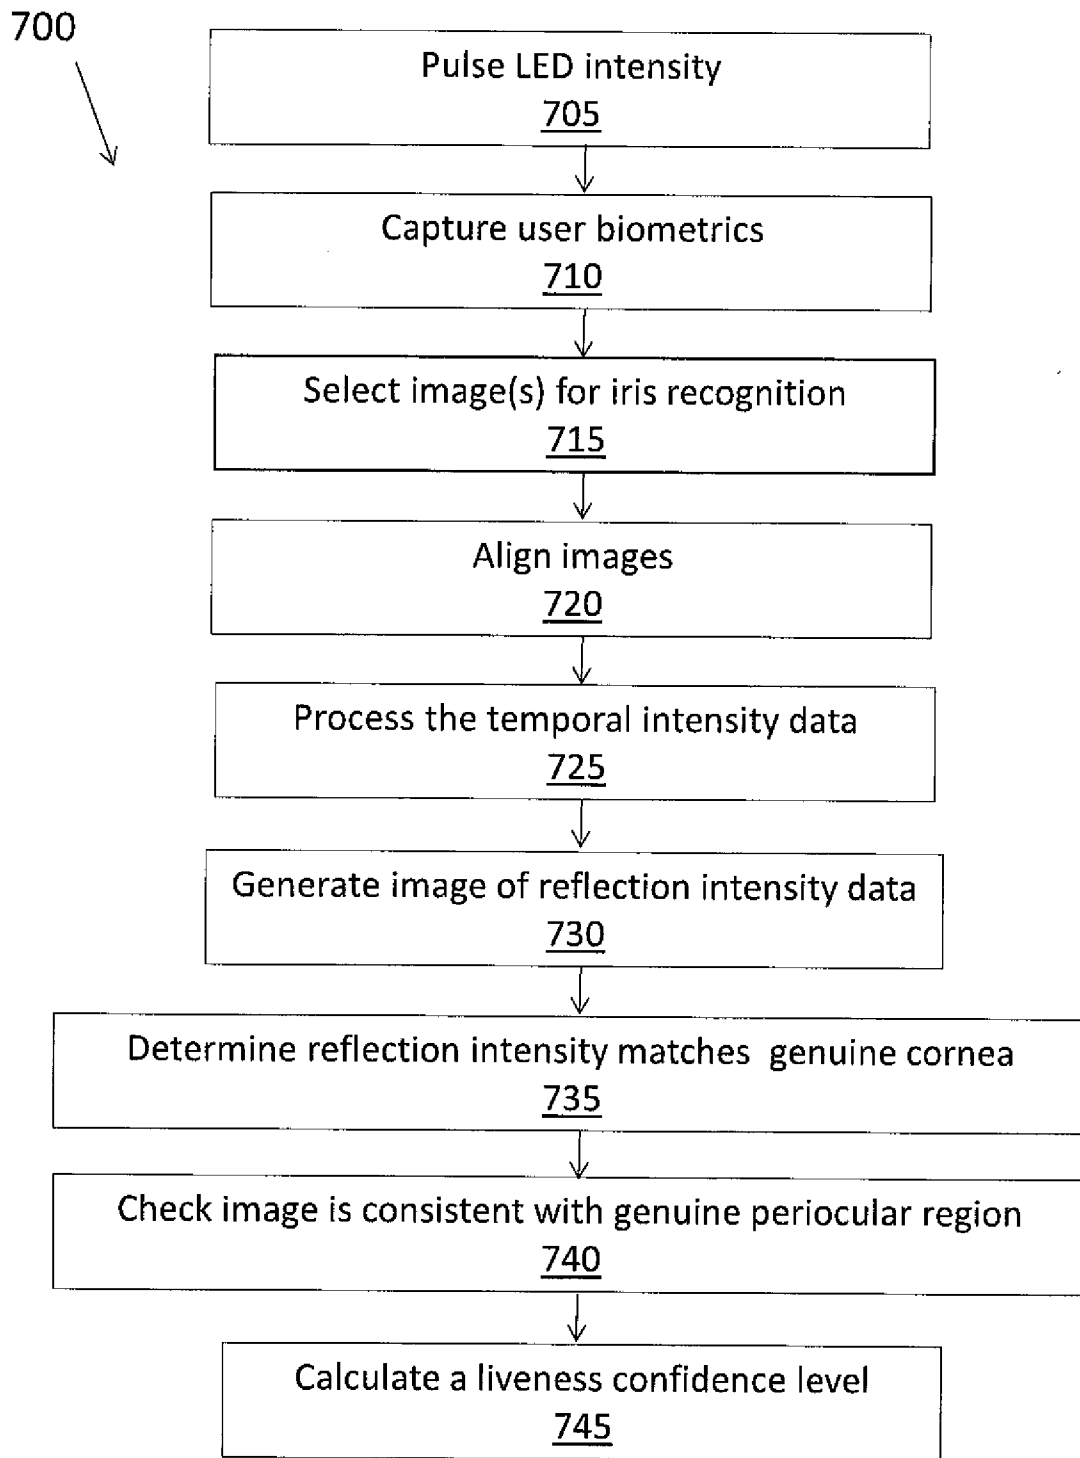 700
Pulse LED intensity
705
Capture user biometrics
710
Select image(s) for iris recognition
715
Align images
720
Process the temporal intensity data
725
Generate image of reflection intensity data
730
Determine reflection intensity matches genuine cornea
735
Check image is consistent with genuine periocular region
740
Calculate a liveness confidence level
745